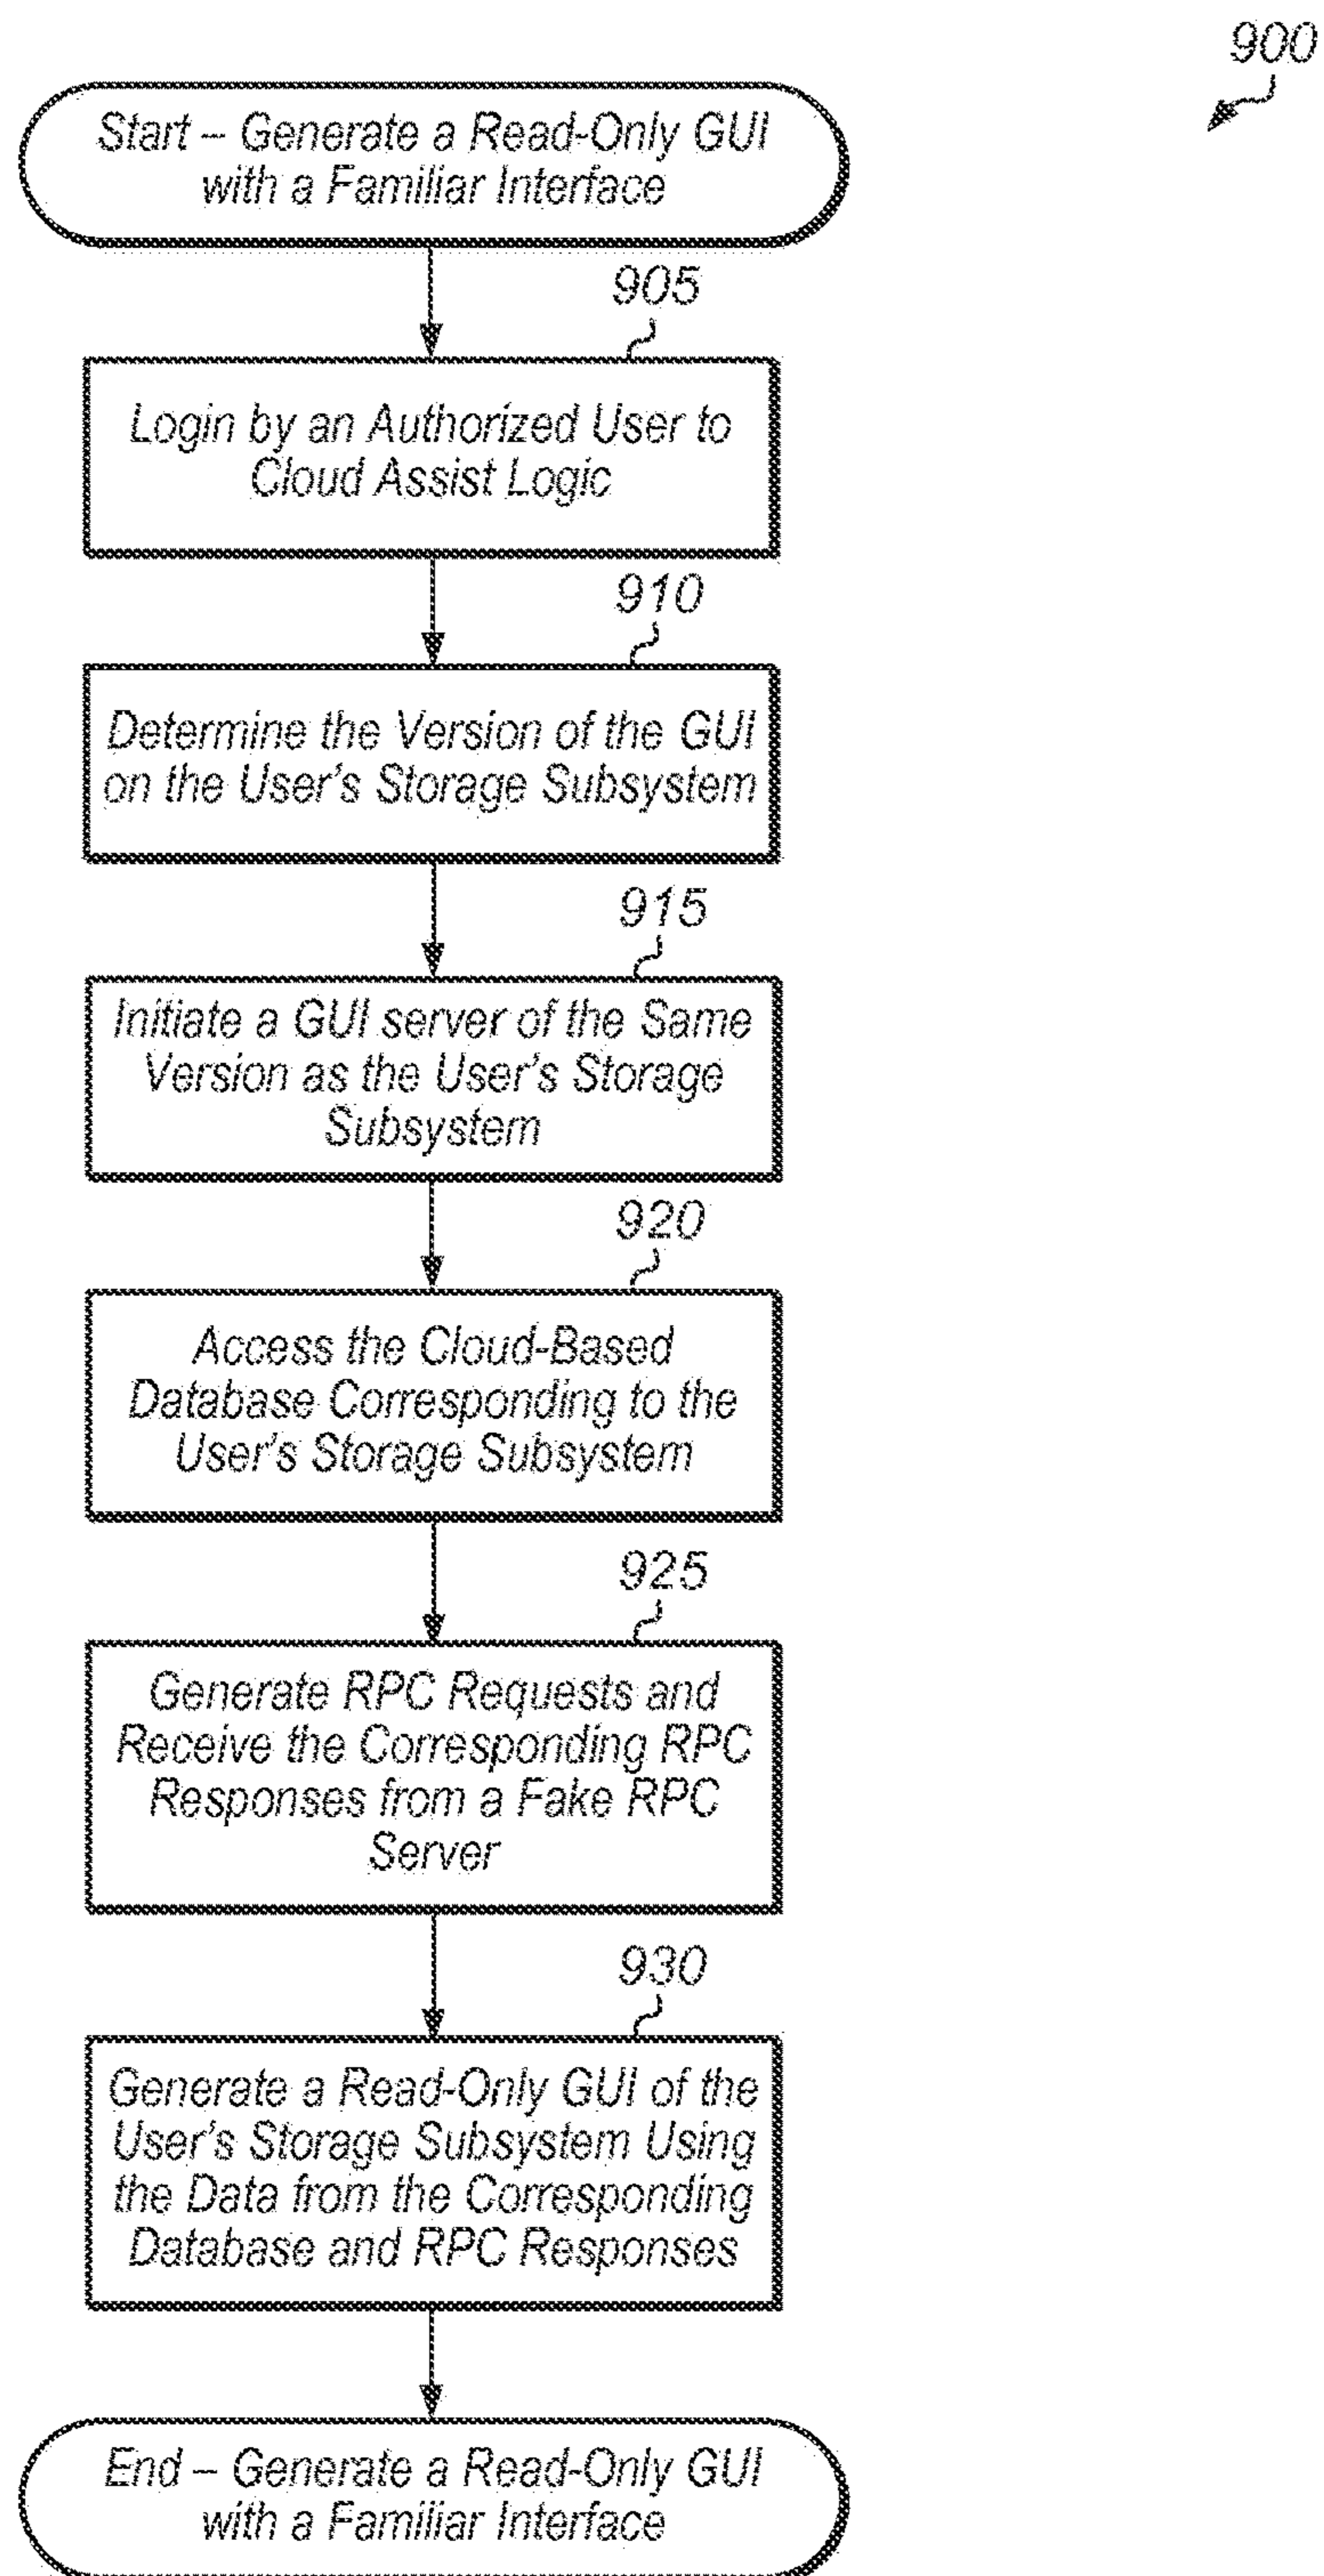 900
Start – Generate a Read-Only GUI
with a Familiar Interface
905
Login by an Authorized User to
Cloud Assist Logic
910
Determine the Version of the GUI
on the User's Storage Subsystem
915
Initiate a GUI server of the Same
Version as the User's Storage
Subsystem
920
Access the Cloud-Based
Database Corresponding to the
User's Storage Subsystem
925
Generate RPC Requests and
Receive the Corresponding RPC
Responses from a Fake RPC
Server
930
Generate a Read-Only GUI of the
User's Storage Subsystem Using
the Data from the Corresponding
Database and RPC Responses
End – Generate a Read-Only GUI
with a Familiar Interface